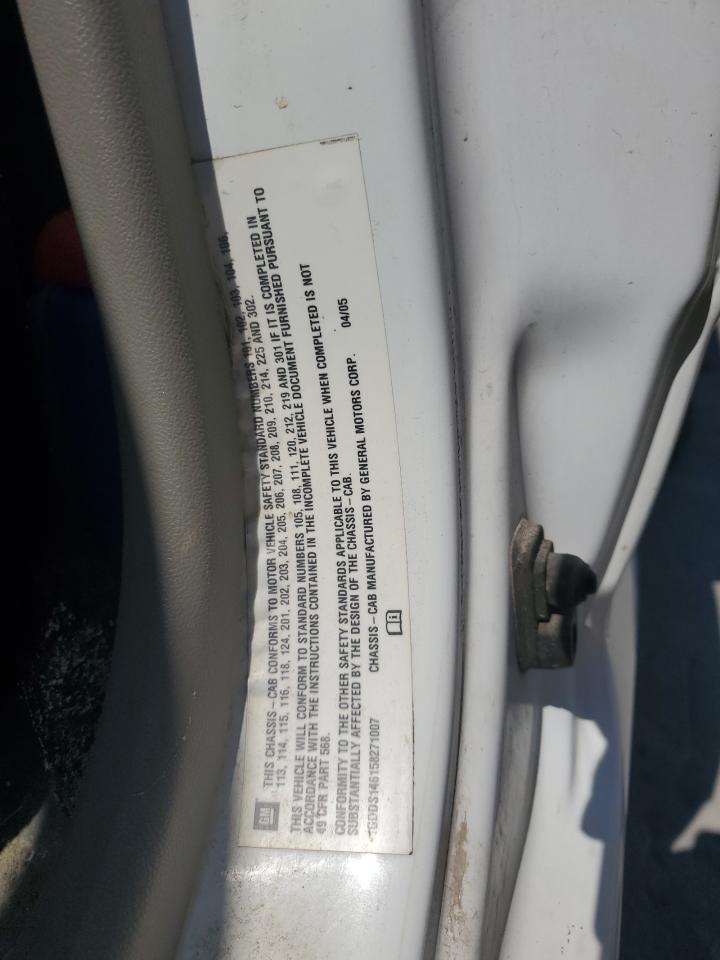 GM
THIS CHASSIS-CAB CONFORMS TO MOTOR VEHICLE SAFETY STANDARD NUMBERS 101, 102, 103, 104, 106,
113, 114, 115, 116, 118, 124, 201, 202, 203, 204, 205, 206, 207, 208, 209, 210, 214, 225 AND 302.
THIS VEHICLE WILL CONFORM TO STANDARD NUMBERS 105, 108, 111, 120, 212, 219 AND 301 IF IT IS COMPLETED IN
ACCORDANCE WITH THE INSTRUCTIONS CONTAINED IN THE INCOMPLETE VEHICLE DOCUMENT FURNISHED PURSUANT TO
49 CFR PART 568.
CONFORMITY TO THE OTHER SAFETY STANDARDS APPLICABLE TO THIS VEHICLE WHEN COMPLETED IS NOT
SUBSTANTIALLY AFFECTED BY THE DESIGN OF THE CHASSIS-CAB.
1GDDS146158271007 CHASSIS-CAB MANUFACTURED BY GENERAL MOTORS CORP. 04/05